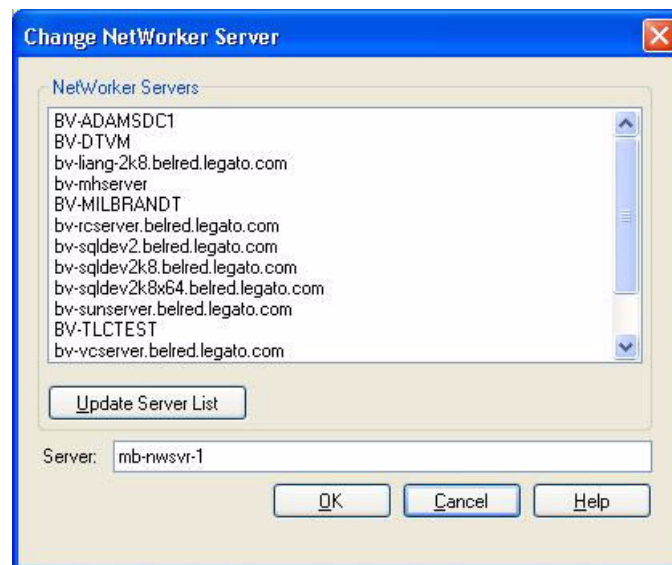 Change NetWorker Server
NetWorker Servers
BV-ADAMSDC1
BV-DTVM
bv-liang-2k8.belred.legato.com
bv-mhserver
BV-MILBRANDT
bv-rcserver.belred.legato.com
bv-sqldev2.belred.legato.com
bv-sqldev2k8.belred.legato.com
bv-sqldev2k8x64.belred.legato.com
bv-sunserver.belred.legato.com
BV-TLCTEST
bv-vcserver.belred.legato.com
Update Server List
Server: mb-nwsvr-1
OK Cancel Help